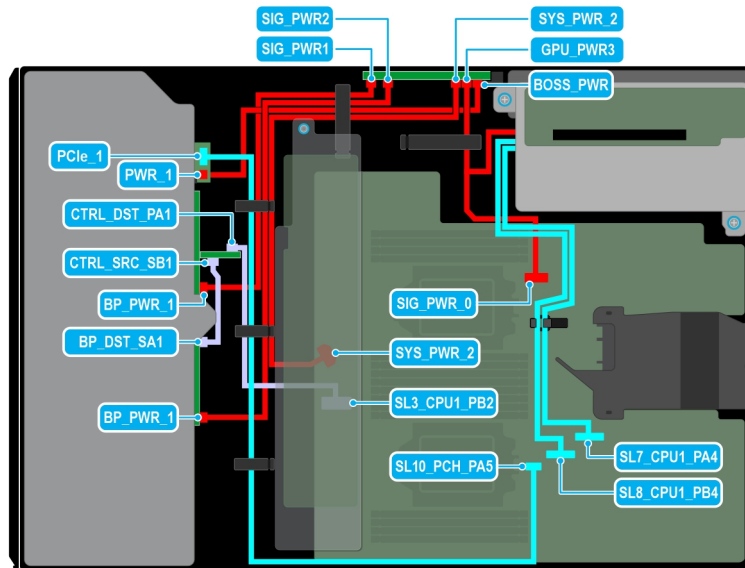 SIG_PWR2
SYS_PWR_2
SIG_PWR1
GPU_PWR3
BOSS_PWR
PCIe_1
PWR_1
CTRL_DST_PA1
CTRL_SRC_SB1
BP_PWR_1
SIG_PWR_0
BP_DST_SA1
SYS_PWR_2
SL3_CPU1_PB2
BP_PWR_1
SL7_CPU1_PA4
SL10_PCH_PA5
SL8_CPU1_PB4